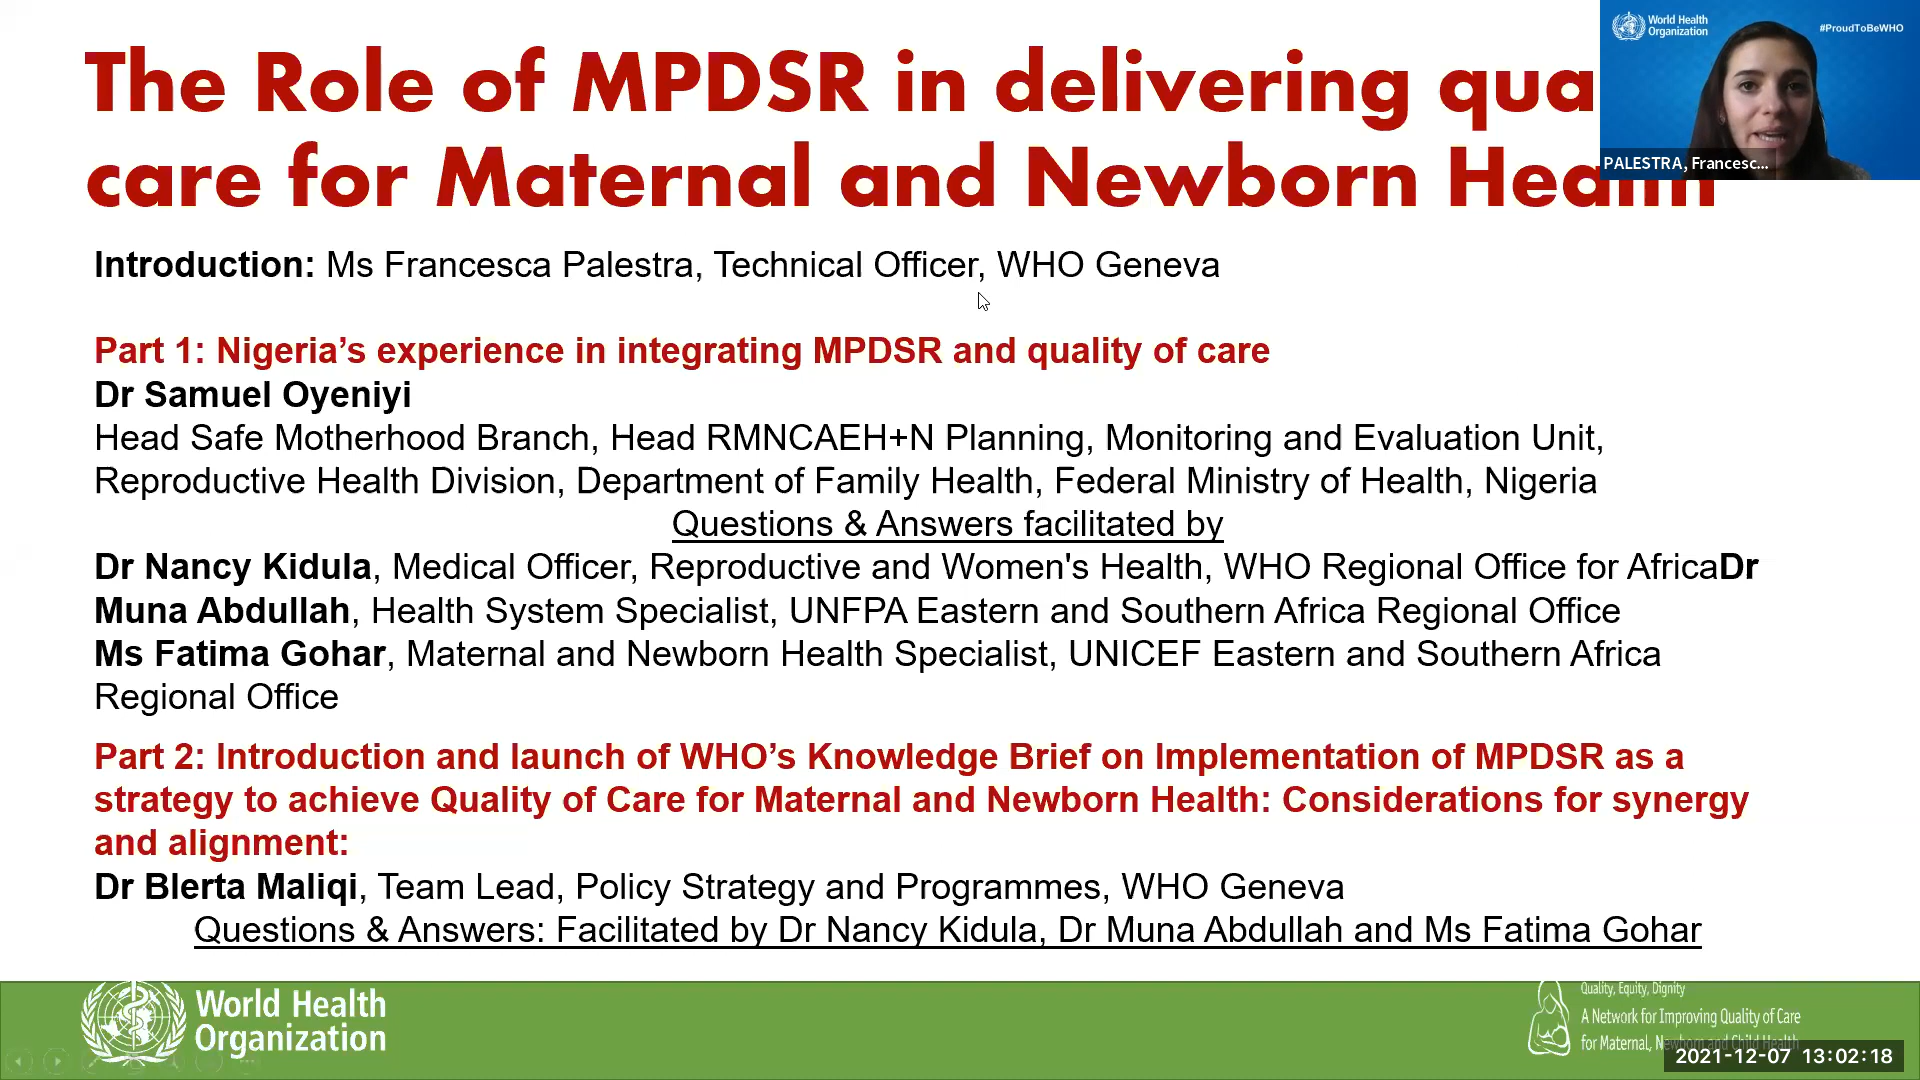 The Role of MPDSR in delivering qua
care for Maternal and Newborn Health
World Health
Organization
#ProudToBeWHO
PALESTRA, Francesc...
Introduction: Ms Francesca Palestra, Technical Officer, WHO Geneva
Part 1: Nigeria’s experience in integrating MPDSR and quality of care
Dr Samuel Oyeniyi
Head Safe Motherhood Branch, Head RMNCAEH+N Planning, Monitoring and Evaluation Unit,
Reproductive Health Division, Department of Family Health, Federal Ministry of Health, Nigeria
Questions & Answers facilitated by
Dr Nancy Kidula, Medical Officer, Reproductive and Women's Health, WHO Regional Office for AfricaDr
Muna Abdullah, Health System Specialist, UNFPA Eastern and Southern Africa Regional Office
Ms Fatima Gohar, Maternal and Newborn Health Specialist, UNICEF Eastern and Southern Africa
Regional Office
Part 2: Introduction and launch of WHO’s Knowledge Brief on Implementation of MPDSR as a
strategy to achieve Quality of Care for Maternal and Newborn Health: Considerations for synergy
and alignment:
Dr Blerta Maliqi, Team Lead, Policy Strategy and Programmes, WHO Geneva
Questions & Answers: Facilitated by Dr Nancy Kidula, Dr Muna Abdullah and Ms Fatima Gohar
World Health
Organization
Quality, Equity, Dignity
A Network for Improving Quality of Care
for Maternal, Newborn and Child Health
2021-12-07 13:02:18